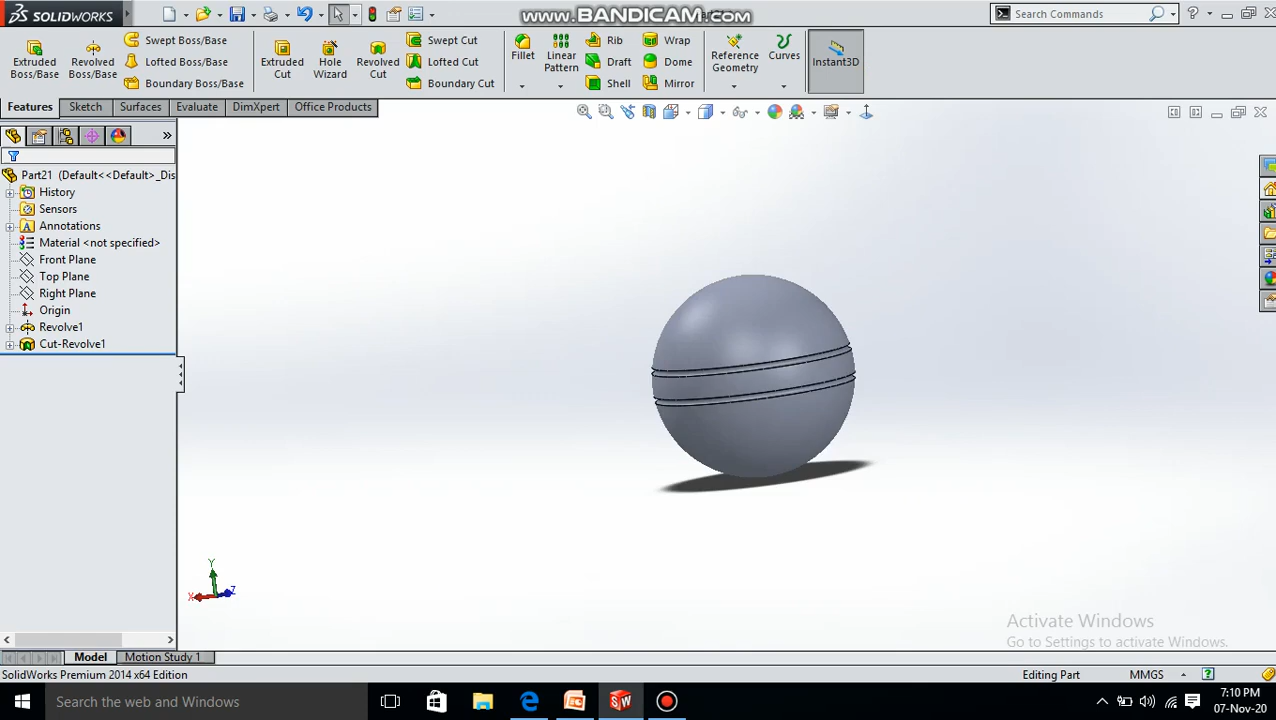 SOLIDWORKS
www.BANDICAM.com
Search Commands
Extruded Boss/Base
Revolved Boss/Base
Swept Boss/Base
Lofted Boss/Base
Boundary Boss/Base
Extruded Cut
Hole Wizard
Revolved Cut
Swept Cut
Lofted Cut
Boundary Cut
Fillet
Linear Pattern
Rib
Draft
Shell
Wrap
Dome
Mirror
Reference Geometry
Curves
Instant3D
Features
Sketch
Surfaces
Evaluate
DimXpert
Office Products
Part21 (Default<<Default>_Dis
History
Sensors
Annotations
Material <not specified>
Front Plane
Top Plane
Right Plane
Origin
Revolve1
Cut-Revolve1
Y
X
Z
Activate Windows
Go to Settings to activate Windows.
Model
Motion Study 1
SolidWorks Premium 2014 x64 Edition
Editing Part
MMGS
Search the web and Windows
7:10 PM
07-Nov-20